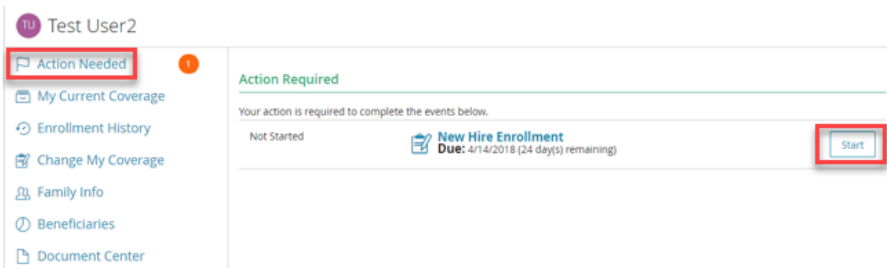 TU Test User2
Action Needed 1
My Current Coverage
Enrollment History
Change My Coverage
Family Info
Beneficiaries
Document Center
Action Required
Your action is required to complete the events below.
Not Started New Hire Enrollment Start
Due: 4/14/2018 (24 day(s) remaining)